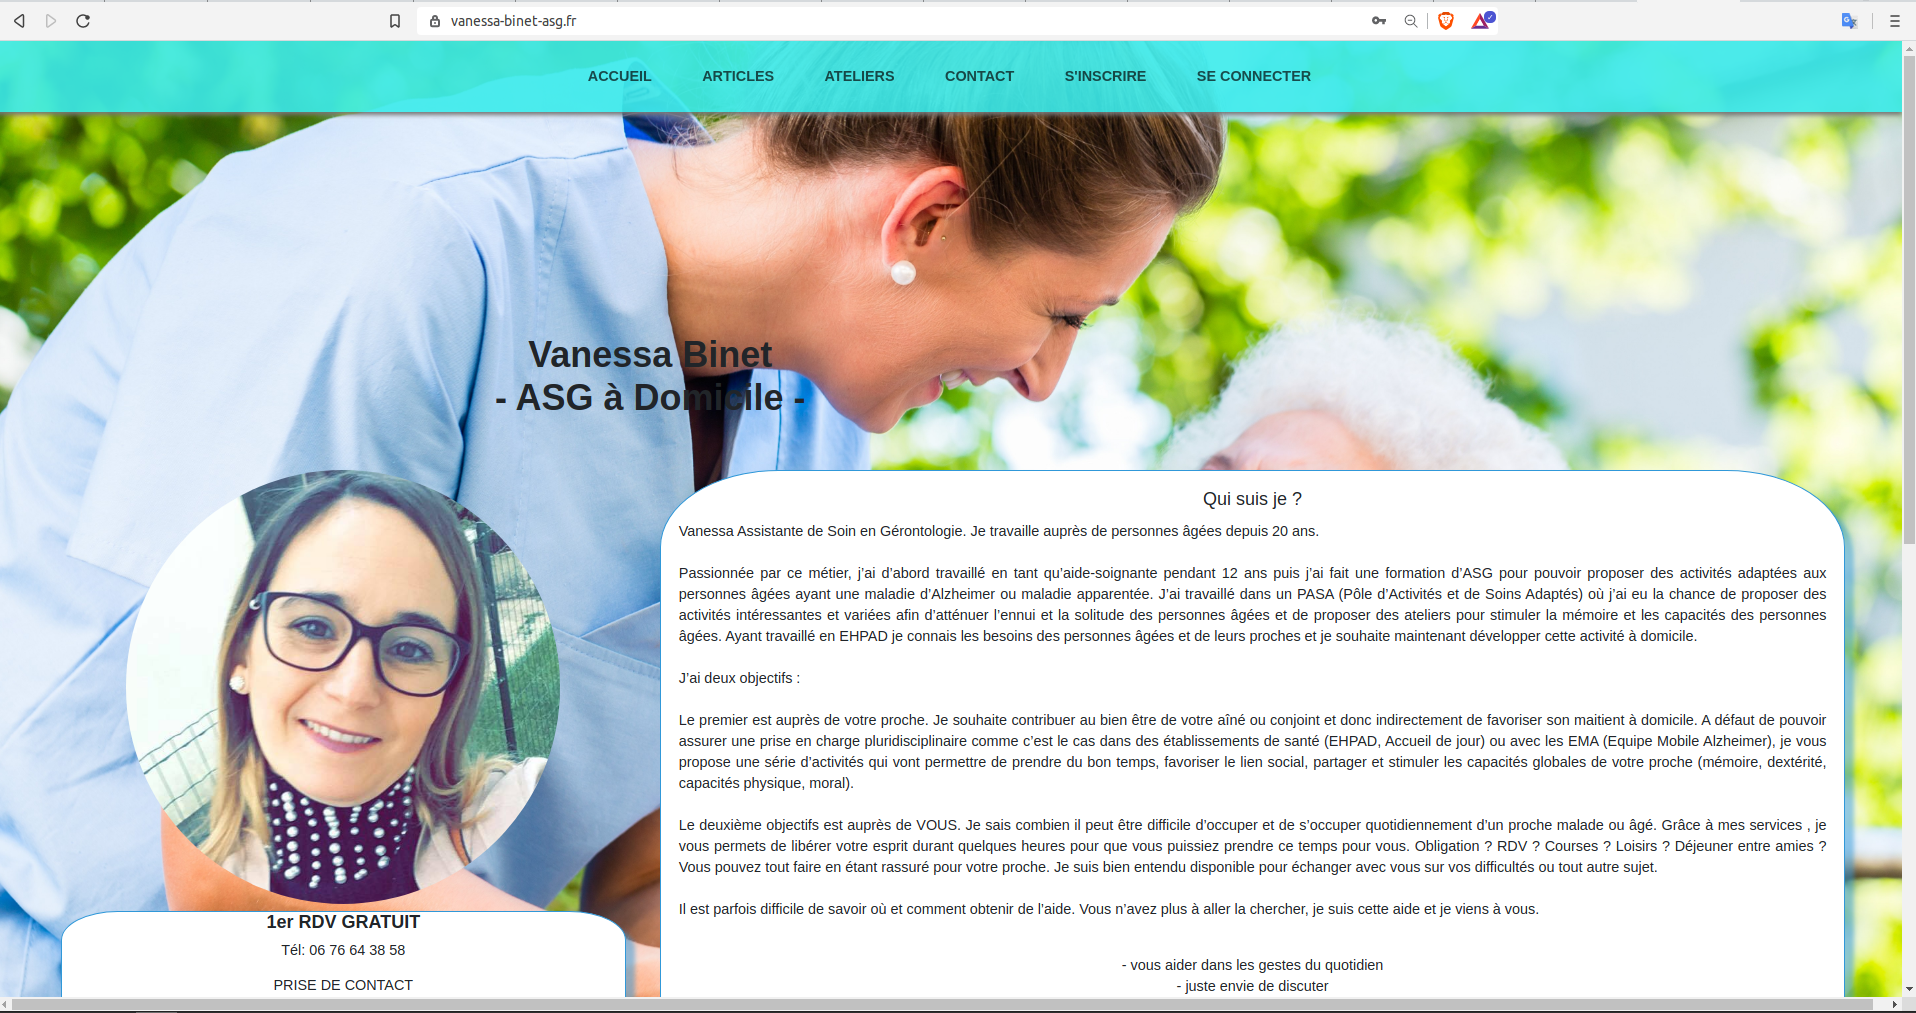 vanessa-binet-asg.fr
ACCUEIL ARTICLES ATELIERS CONTACT S'INSCRIRE SE CONNECTER
Vanessa Binet
- ASG à Domicile -
Qui suis je ?
Vanessa Assistante de Soin en Gérontologie. Je travaille auprès de personnes âgées depuis 20 ans.
Passionnée par ce métier, j’ai d’abord travaillé en tant qu’aide-soignante pendant 12 ans puis j’ai fait une formation d’ASG pour pouvoir proposer des activités adaptées aux
personnes âgées ayant une maladie d’Alzheimer ou maladie apparentée. J’ai travaillé dans un PASA (Pôle d’Activités et de Soins Adaptés) où j’ai eu la chance de proposer des
activités intéressantes et variées afin d’atténuer l’ennui et la solitude des personnes âgées et de proposer des ateliers pour stimuler la mémoire et les capacités des personnes
âgées. Ayant travaillé en EHPAD je connais les besoins des personnes âgées et de leurs proches et je souhaite maintenant développer cette activité à domicile.
J’ai deux objectifs :
Le premier est auprès de votre proche. Je souhaite contribuer au bien être de votre aîné ou conjoint et donc indirectement de favoriser son maitient à domicile. A défaut de pouvoir
assurer une prise en charge pluridisciplinaire comme c’est le cas dans des établissements de santé (EHPAD, Accueil de jour) ou avec les EMA (Equipe Mobile Alzheimer), je vous
propose une série d’activités qui vont permettre de prendre du bon temps, favoriser le lien social, partager et stimuler les capacités globales de votre proche (mémoire, dextérité,
capacités physique, moral).
Le deuxième objectifs est auprès de VOUS. Je sais combien il peut être difficile d’occuper et de s’occuper quotidiennement d’un proche malade ou âgé. Grâce à mes services , je
vous permets de libérer votre esprit durant quelques heures pour que vous puissiez prendre ce temps pour vous. Obligation ? RDV ? Courses ? Loisirs ? Déjeuner entre amies ?
Vous pouvez tout faire en étant rassuré pour votre proche. Je suis bien entendu disponible pour échanger avec vous sur vos difficultés ou tout autre sujet.
Il est parfois difficile de savoir où et comment obtenir de l’aide. Vous n’avez plus à aller la chercher, je suis cette aide et je viens à vous.
- vous aider dans les gestes du quotidien
- juste envie de discuter
1er RDV GRATUIT
Tél: 06 76 64 38 58
PRISE DE CONTACT